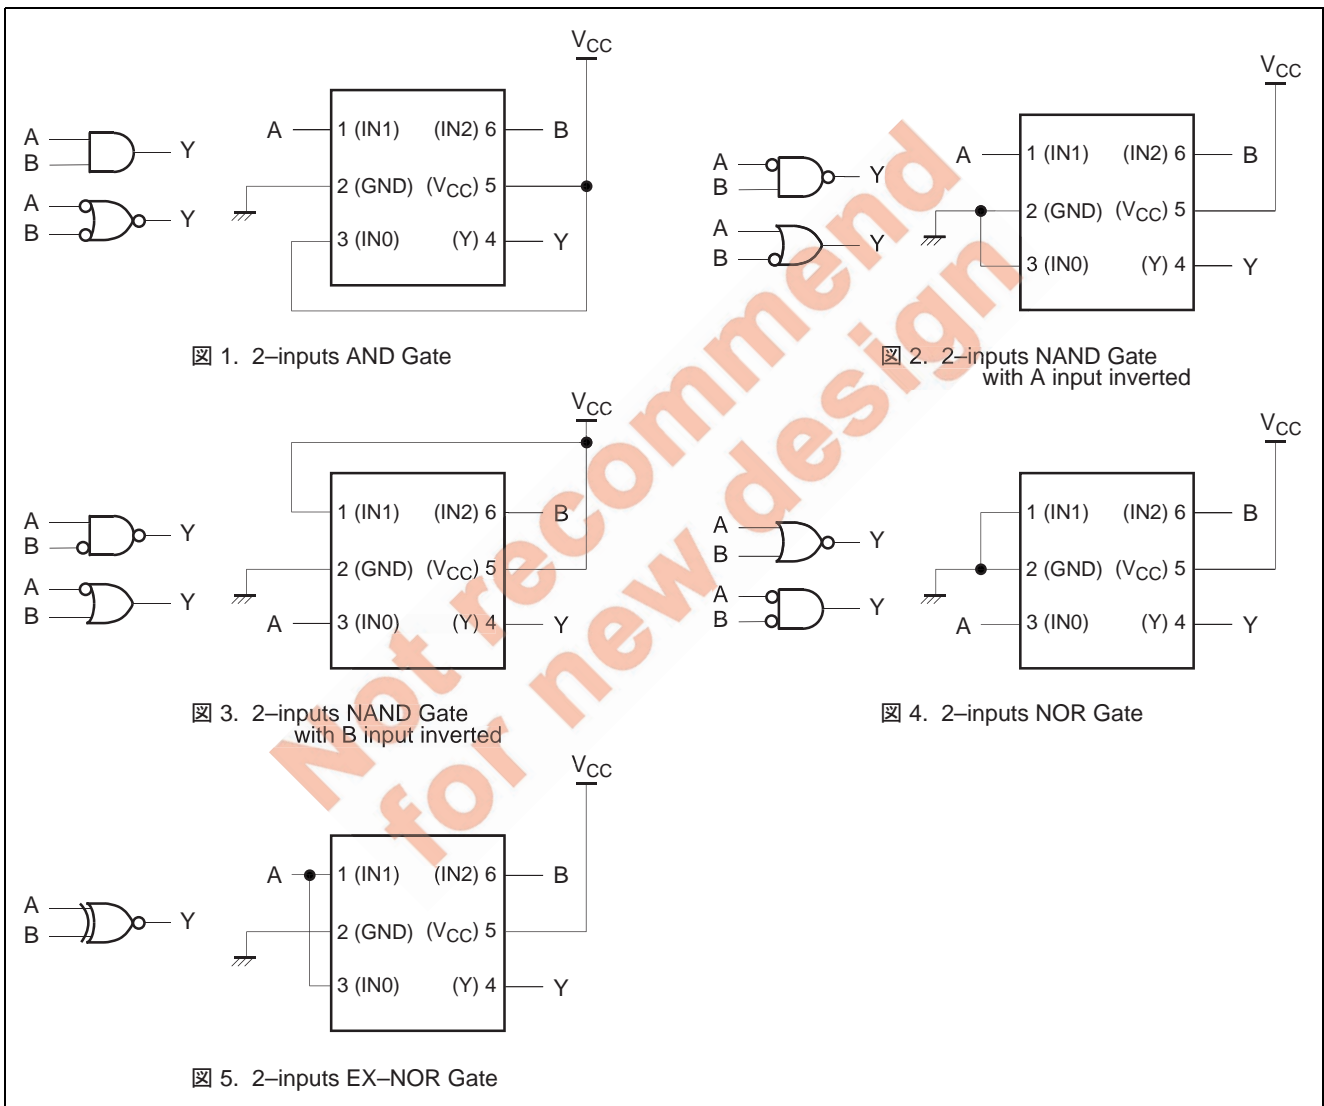 VCC
A 1 (IN1) (IN2) 6 B
A
B Y
2 (GND) (VCC) 5
A
B Y
3 (IN0) (Y) 4 Y
図 1. 2–inputs AND Gate
VCC
A 1 (IN1) (IN2) 6 B
A
B Y
2 (GND) (VCC) 5
A
B Y
3 (IN0) (Y) 4 Y
図 2. 2–inputs NAND Gate
with A input inverted
VCC
1 (IN1) (IN2) 6 B
A
B Y
2 (GND) (VCC) 5
A
B Y
A 3 (IN0) (Y) 4 Y
図 3. 2–inputs NAND Gate
with B input inverted
VCC
1 (IN1) (IN2) 6 B
A
B Y
2 (GND) (VCC) 5
A
B Y
A 3 (IN0) (Y) 4 Y
図 4. 2–inputs NOR Gate
VCC
A 1 (IN1) (IN2) 6 B
A
B Y
2 (GND) (VCC) 5
3 (IN0) (Y) 4 Y
図 5. 2–inputs EX–NOR Gate
Not recommend
for new design